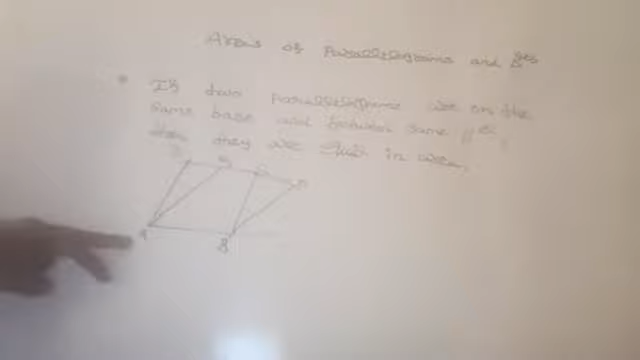 Areas of Parallelograms and
If two Parallelograms are on the
same base and between same || es,
then they are equal in area.
A
B